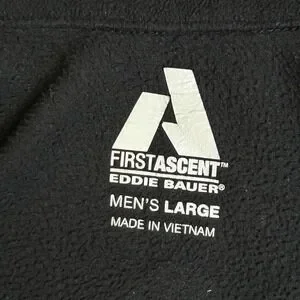 FIRSTASCENT™
EDDIE BAUER®
MEN'S LARGE
MADE IN VIETNAM